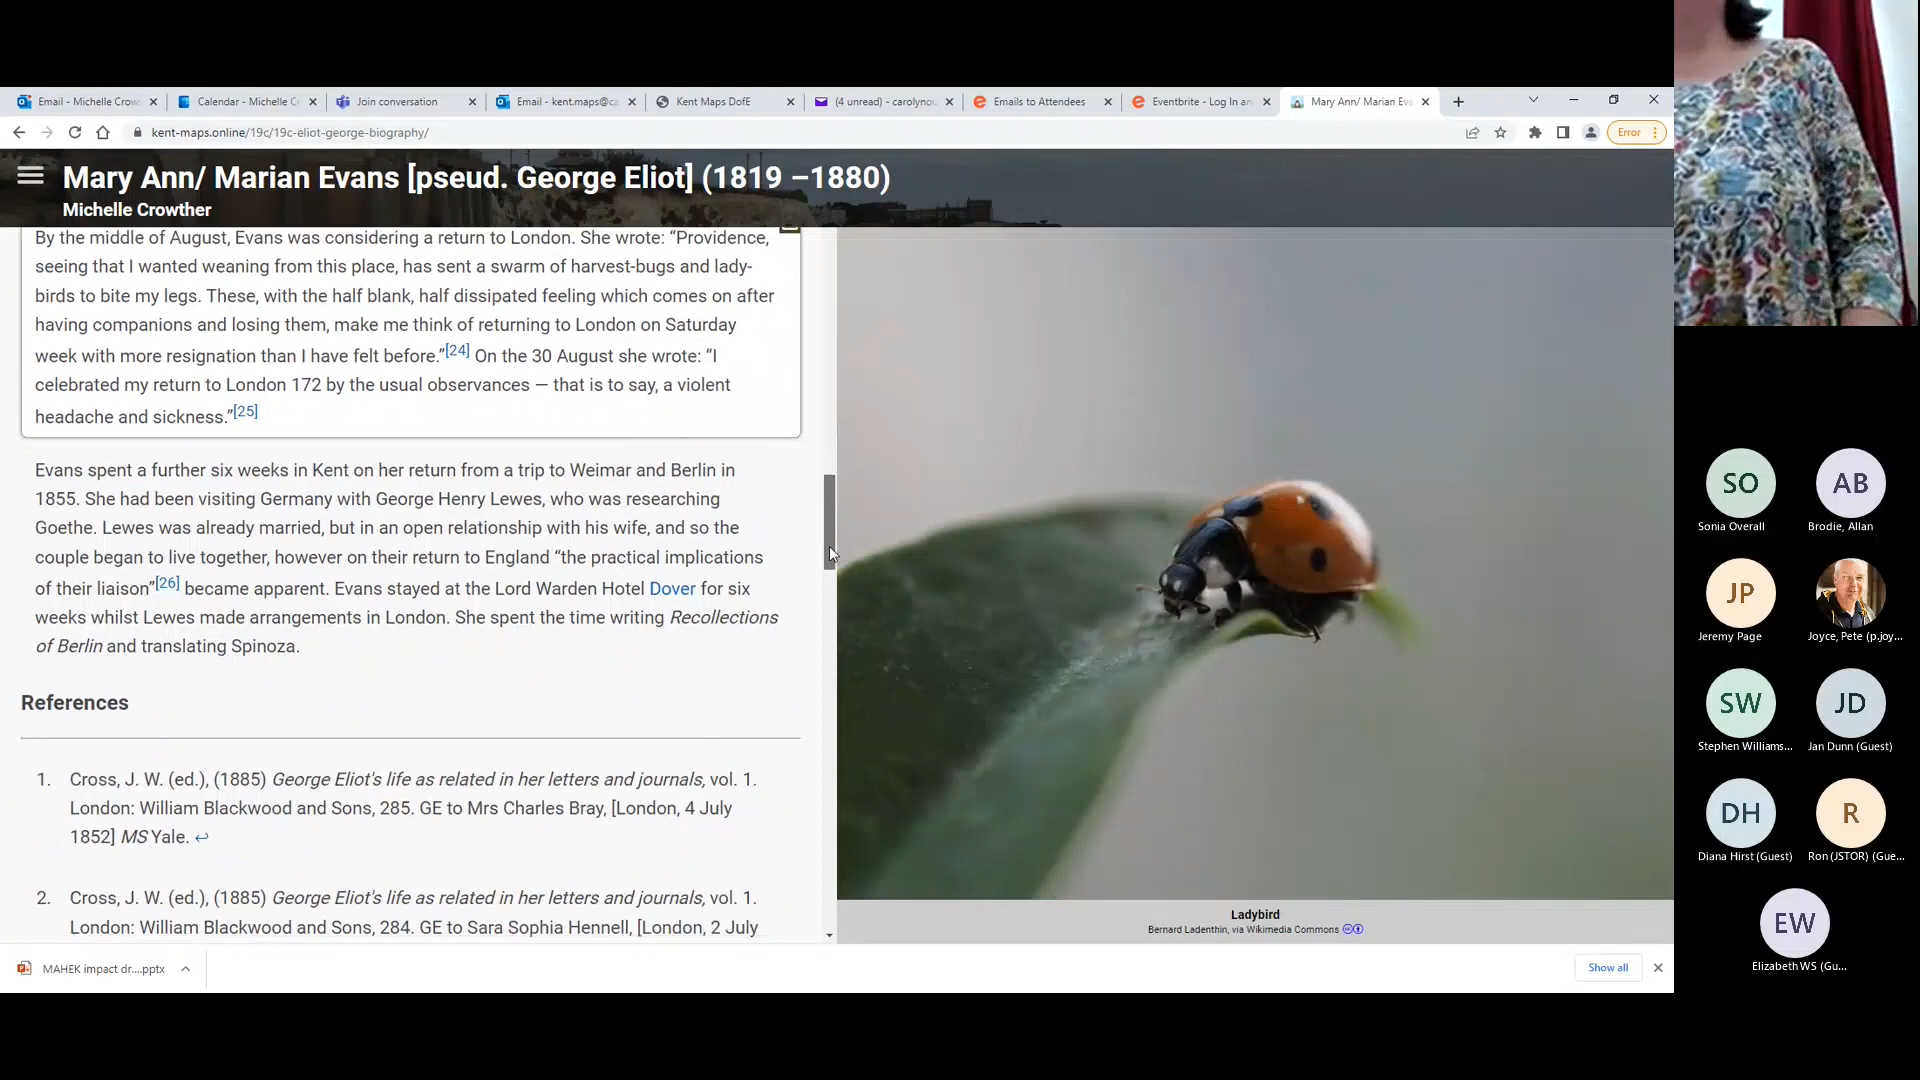 Email - Michelle Crow
Calendar - Michelle C
Join conversation
Email - kent.maps@ca
Kent Maps DofE
(4 unread) - carolynou
Emails to Attendees
Eventbrite - Log In an
Mary Ann/ Marian Eva
kent-maps.online/19c/19c-eliot-george-biography/
Error
Mary Ann/ Marian Evans [pseud. George Eliot] (1819 –1880)
Michelle Crowther
By the middle of August, Evans was considering a return to London. She wrote: “Providence,
seeing that I wanted weaning from this place, has sent a swarm of harvest-bugs and lady-
birds to bite my legs. These, with the half blank, half dissipated feeling which comes on after
having companions and losing them, make me think of returning to London on Saturday
week with more resignation than I have felt before.”[24] On the 30 August she wrote: “I
celebrated my return to London 172 by the usual observances — that is to say, a violent
headache and sickness.”[25]
Evans spent a further six weeks in Kent on her return from a trip to Weimar and Berlin in
1855. She had been visiting Germany with George Henry Lewes, who was researching
Goethe. Lewes was already married, but in an open relationship with his wife, and so the
couple began to live together, however on their return to England “the practical implications
of their liaison”[26] became apparent. Evans stayed at the Lord Warden Hotel Dover for six
weeks whilst Lewes made arrangements in London. She spent the time writing Recollections
of Berlin and translating Spinoza.
References
1. Cross, J. W. (ed.), (1885) George Eliot's life as related in her letters and journals, vol. 1.
London: William Blackwood and Sons, 285. GE to Mrs Charles Bray, [London, 4 July
1852] MS Yale. ↩
2. Cross, J. W. (ed.), (1885) George Eliot's life as related in her letters and journals, vol. 1.
London: William Blackwood and Sons, 284. GE to Sara Sophia Hennell, [London, 2 July
Ladybird
Bernard Ladenthin, via Wikimedia Commons
MAHEK impact dr....pptx
Show all
SO
AB
Sonia Overall
Brodie, Allan
JP
Jeremy Page
Joyce, Pete (p.joy...
SW
JD
Stephen Williams...
Jan Dunn (Guest)
DH
R
Diana Hirst (Guest)
Ron (JSTOR) (Gue...
EW
Elizabeth WS (Gu...